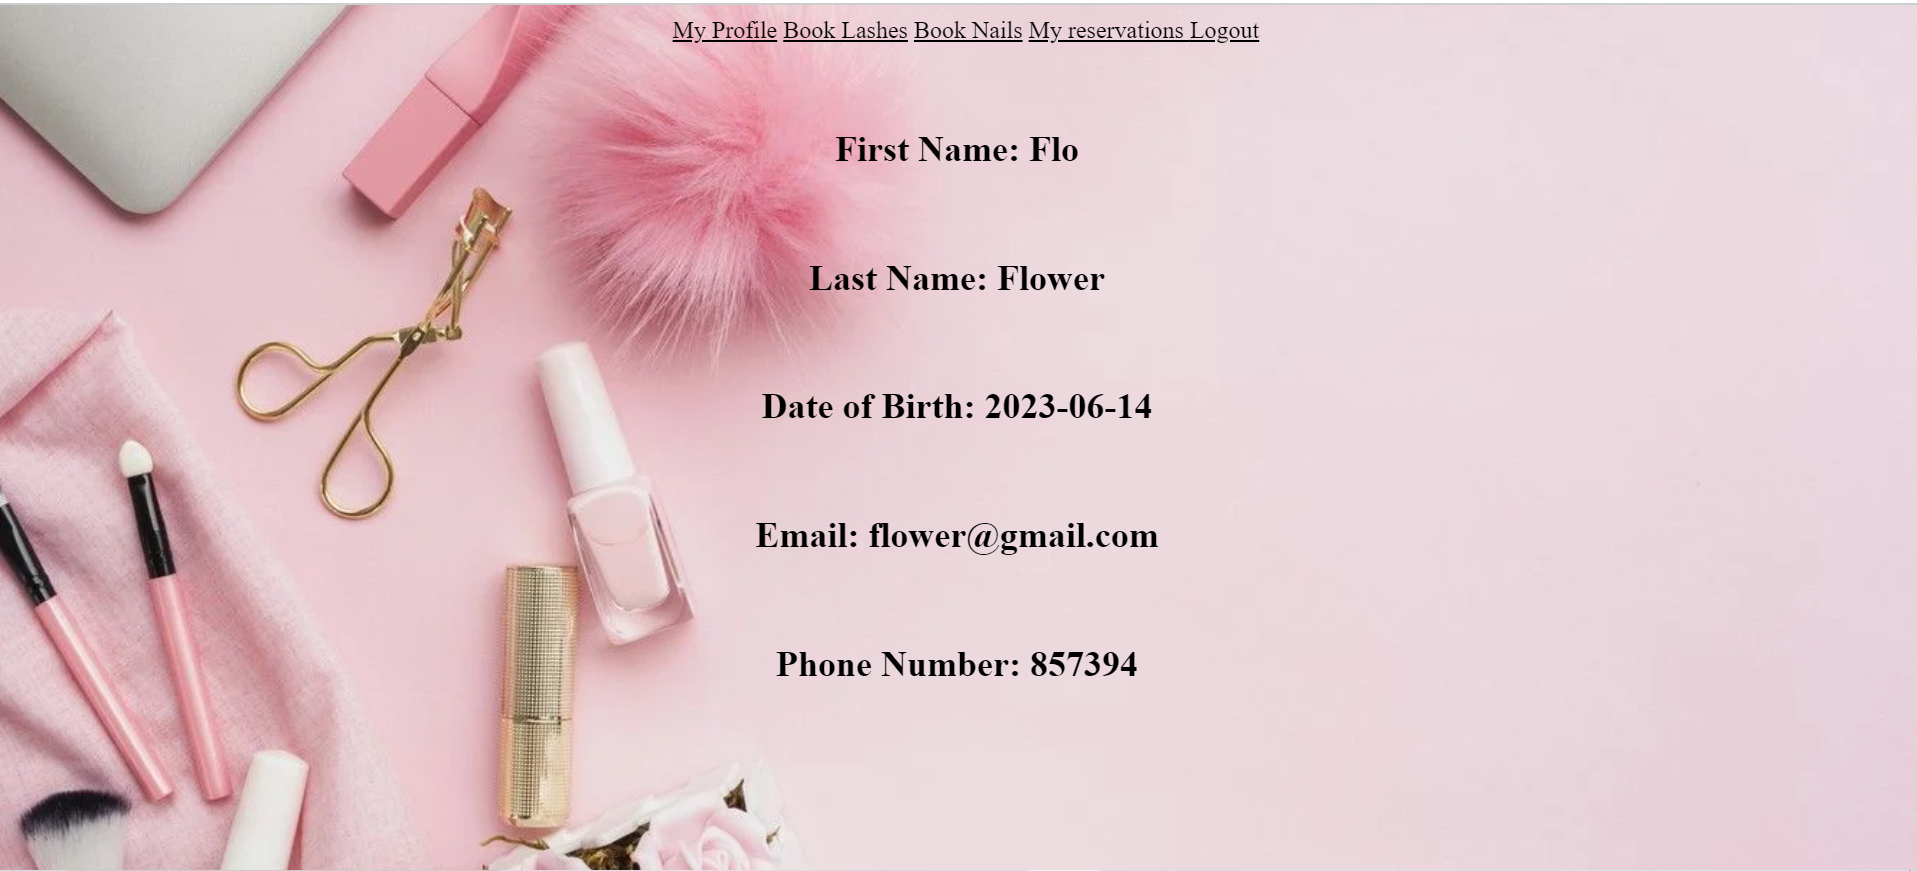 My Profile Book Lashes Book Nails My reservations Logout
First Name: Flo
Last Name: Flower
Date of Birth: 2023-06-14
Email: flower@gmail.com
Phone Number: 857394